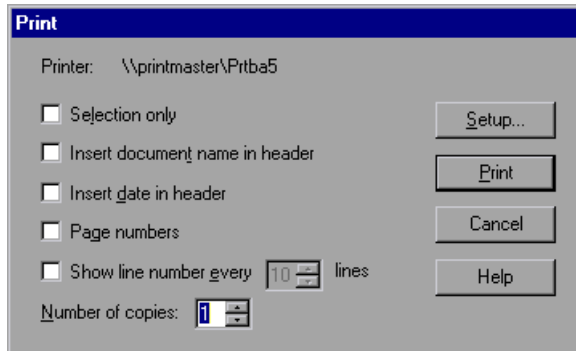 Print
Printer: \\printmaster\Prtba5
Selection only
Insert document name in header
Insert date in header
Page numbers
Show line number every 10 lines
Number of copies: 1
Setup...
Print
Cancel
Help